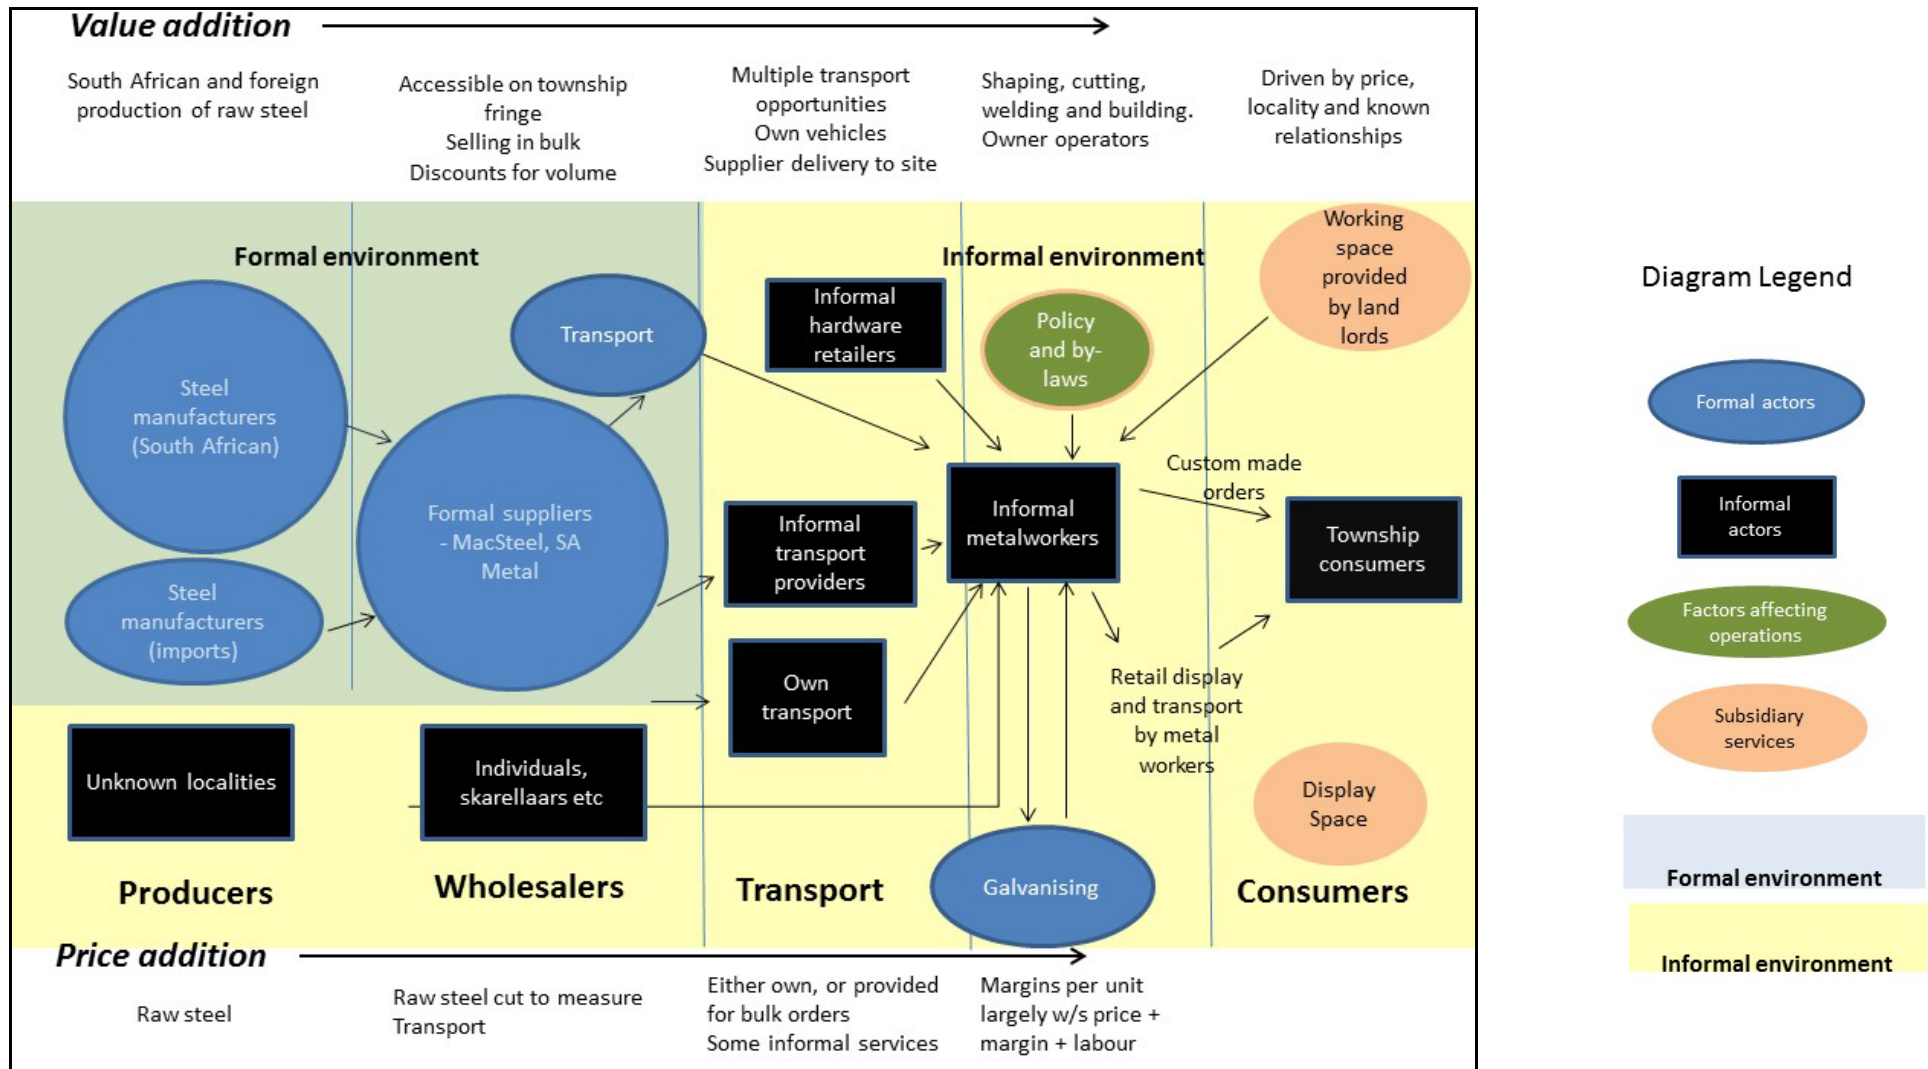 Value addition
South African and foreign
production of raw steel
Accessible on township
fringe
Selling in bulk
Discounts for volume
Multiple transport
opportunities
Own vehicles
Supplier delivery to site
Shaping, cutting,
welding and building.
Owner operators
Driven by price,
locality and known
relationships
Formal environment
Informal environment
Steel
manufacturers
(South African)
Steel
manufacturers
(imports)
Transport
Formal suppliers
- MacSteel, SA
Metal
Informal
hardware
retailers
Policy
and by-
laws
Working
space
provided
by land
lords
Informal
transport
providers
Informal
metalworkers
Custom made
orders
Township
consumers
Own
transport
Retail display
and transport
by metal
workers
Unknown localities
Individuals,
skarellaars etc
Display
Space
Galvanising
Producers
Wholesalers
Transport
Consumers
Price addition
Raw steel
Raw steel cut to measure
Transport
Either own, or provided
for bulk orders
Some informal services
Margins per unit
largely w/s price +
margin + labour
Diagram Legend
Formal actors
Informal
actors
Factors affecting
operations
Subsidiary
services
Formal environment
Informal environment